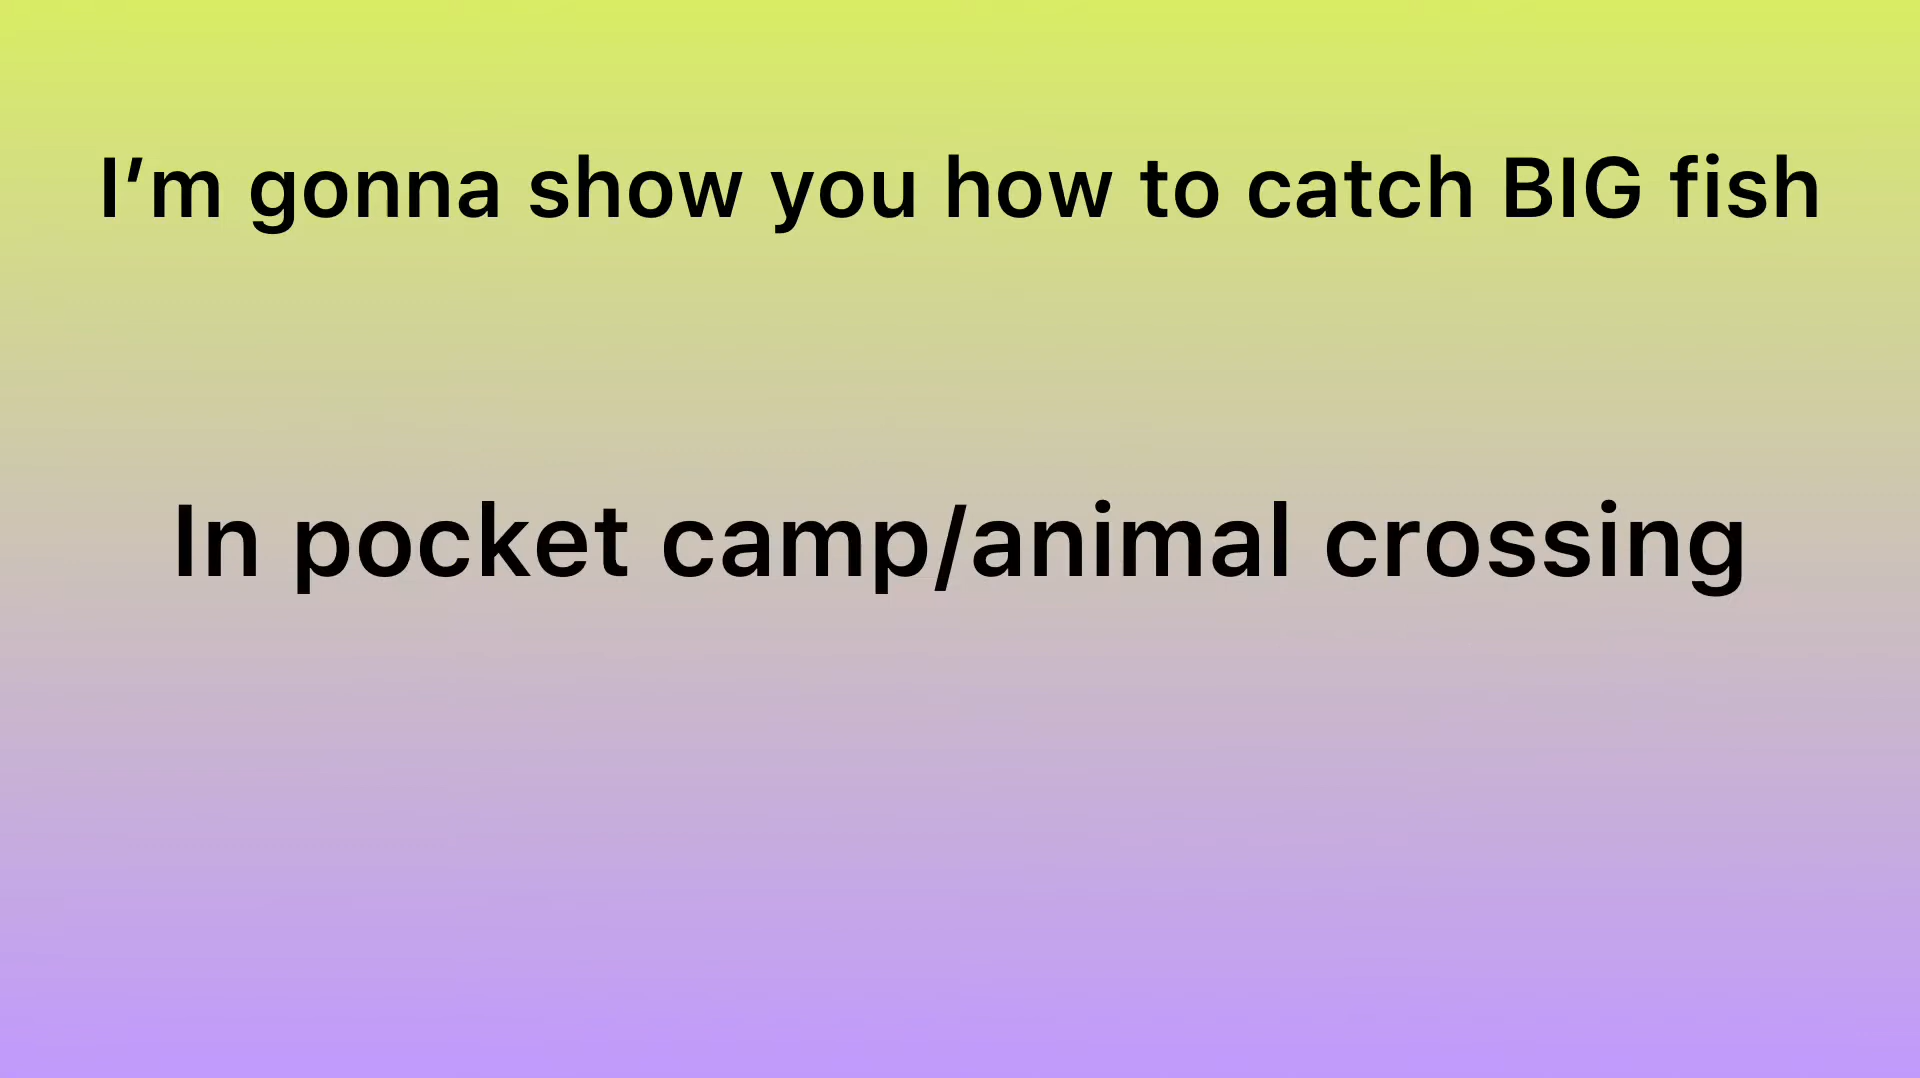 I’m gonna show you how to catch BIG fish
In pocket camp/animal crossing